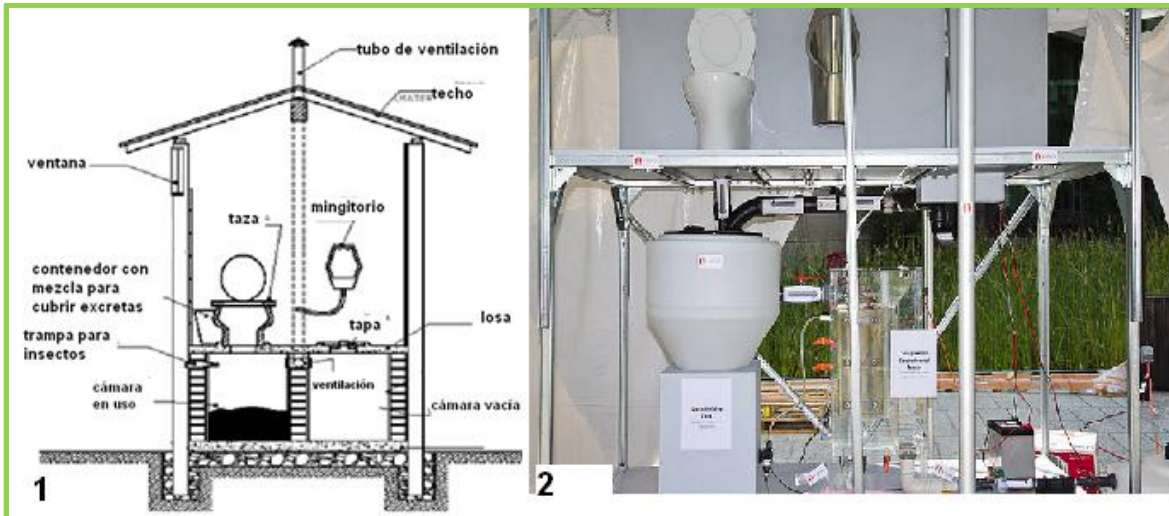 tubo de ventilación
techo
ventana
taza
mingitorio
contenedor con
mezcla para
cubrir excretas
tapa
losa
trampa para
insectos
ventilación
cámara
en uso
cámara vacía
1
2